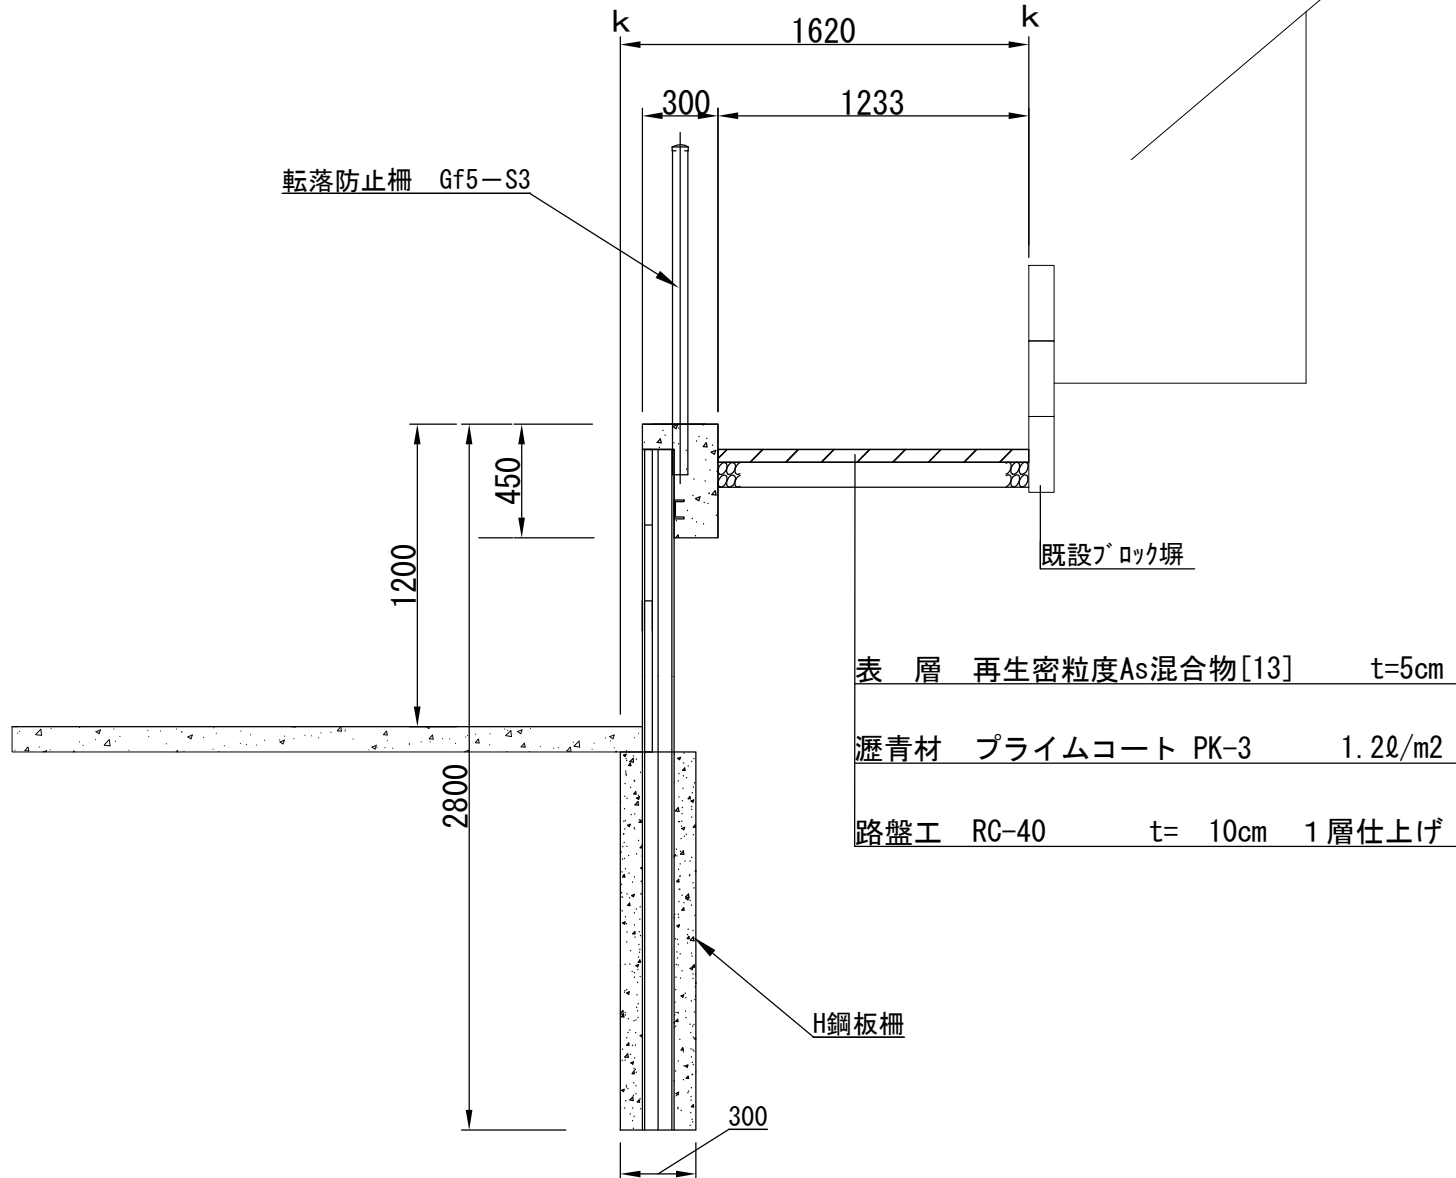 k
k
1620
300
1233
転落防止柵 Gf5-S3
450
1200
2800
既設ブロック塀
表 層 再生密粒度As混合物[13] t=5cm
瀝青材 プライムコート PK-3 1.2ℓ/m2
路盤工 RC-40 t= 10cm 1層仕上げ
H鋼板柵
300